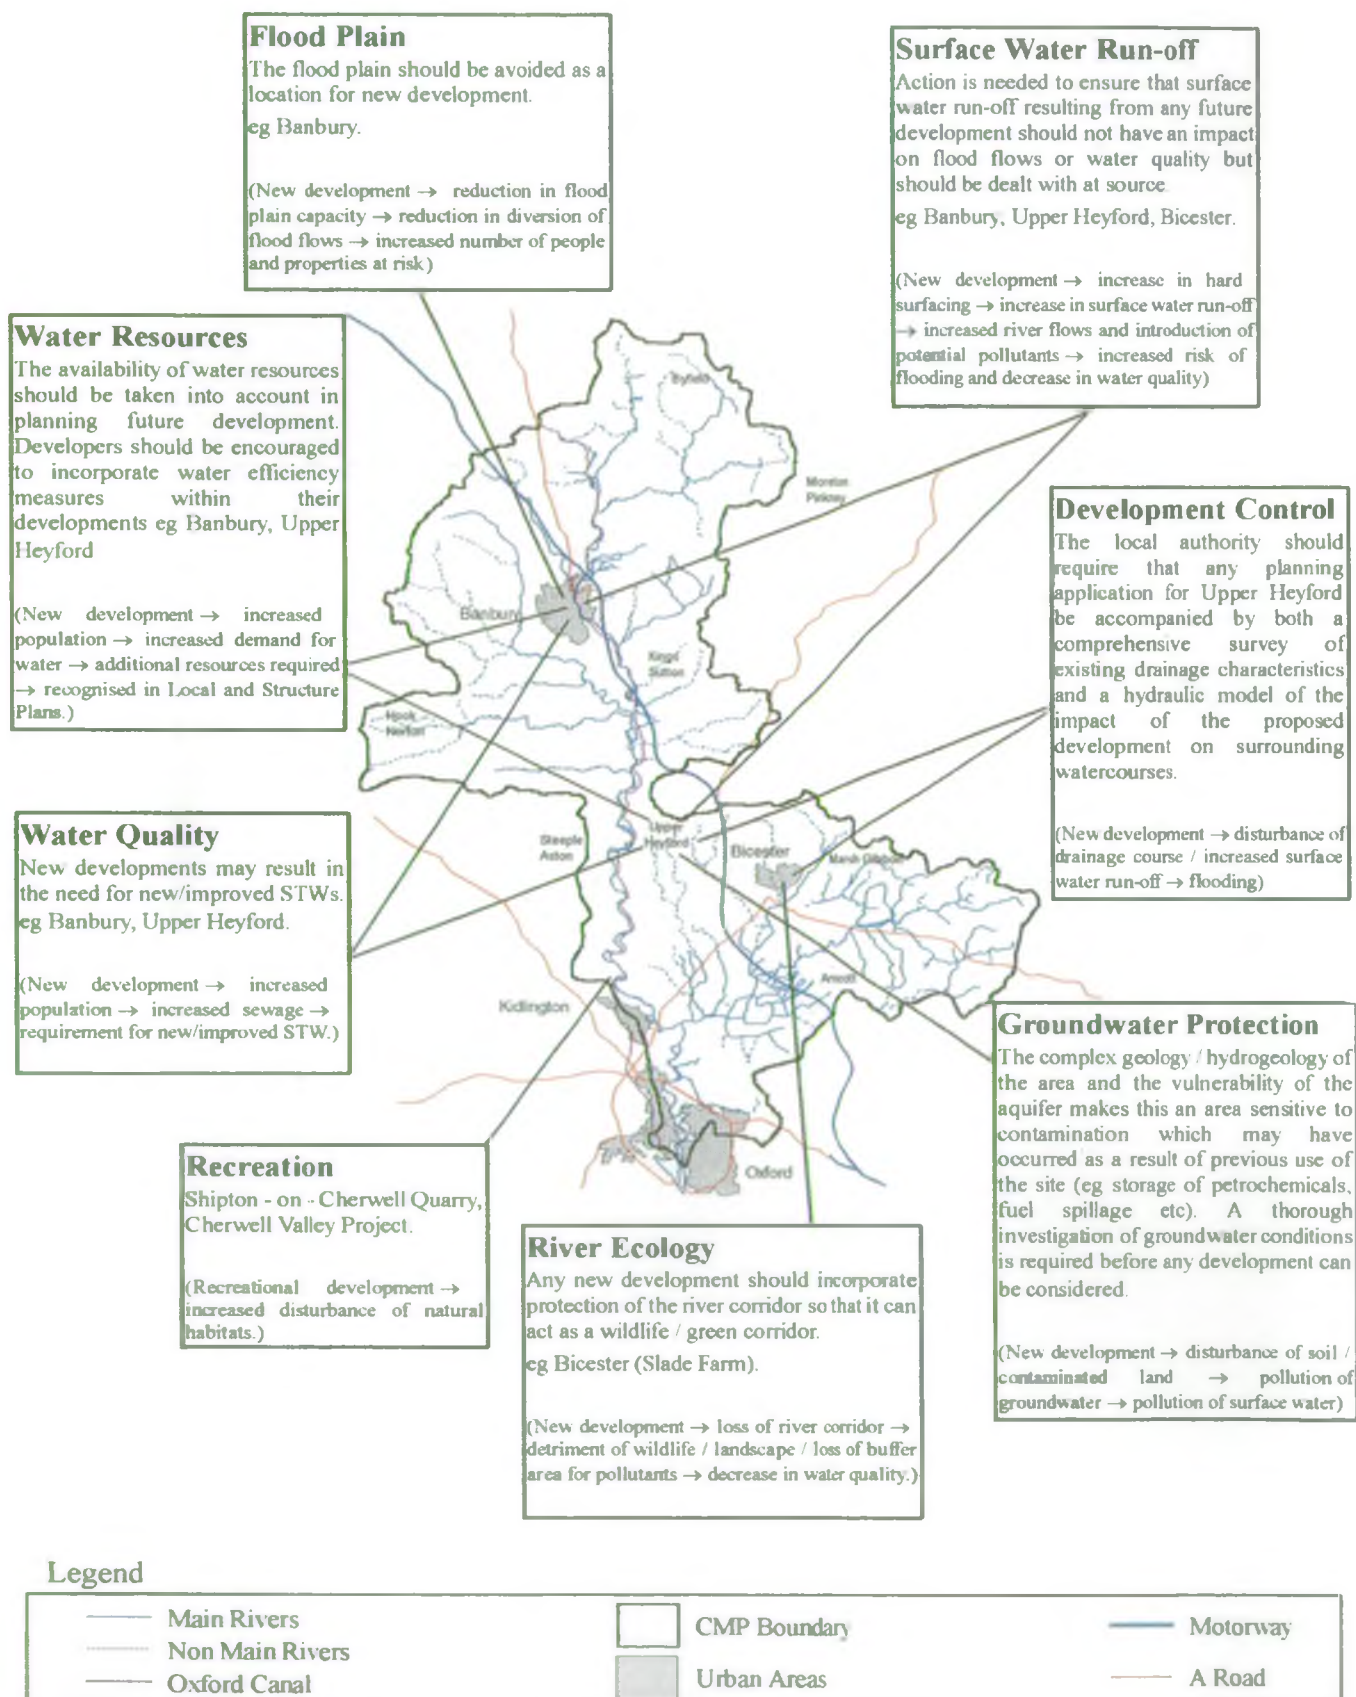 Flood Plain
The flood plain should be avoided as a
location for new development.
eg Banbury.
(New development → reduction in flood
plain capacity → reduction in diversion of
flood flows → increased number of people
and properties at risk)
Surface Water Run-off
Action is needed to ensure that surface
water run-off resulting from any future
development should not have an impact
on flood flows or water quality but
should be dealt with at source.
eg Banbury, Upper Heyford, Bicester.
(New development → increase in hard
surfacing → increase in surface water run-off
→ increased river flows and introduction of
potential pollutants → increased risk of
flooding and decrease in water quality)
Water Resources
The availability of water resources
should be taken into account in
planning future development.
Developers should be encouraged
to incorporate water efficiency
measures within their
developments eg Banbury, Upper
Heyford
(New development → increased
population → increased demand for
water → additional resources required
→ recognised in Local and Structure
Plans.)
Development Control
The local authority should
require that any planning
application for Upper Heyford
be accompanied by both a
comprehensive survey of
existing drainage characteristics
and a hydraulic model of the
impact of the proposed
development on surrounding
watercourses.
(New development → disturbance of
drainage course / increased surface
water run-off → flooding)
Water Quality
New developments may result in
the need for new/improved STWs.
eg Banbury, Upper Heyford.
(New development → increased
population → increased sewage →
requirement for new/improved STW.)
Byfield
Moreton
Pinkney
Banbury
Kings
Sutton
Hook
Norton
Steeple
Aston
Upper
Heyford
Bicester
Marsh Gibbon
Arncott
Kidlington
Oxford
Groundwater Protection
The complex geology / hydrogeology of
the area and the vulnerability of the
aquifer makes this an area sensitive to
contamination which may have
occurred as a result of previous use of
the site (eg storage of petrochemicals,
fuel spillage etc). A thorough
investigation of groundwater conditions
is required before any development can
be considered.
(New development → disturbance of soil /
contaminated land → pollution of
groundwater → pollution of surface water)
Recreation
Shipton - on - Cherwell Quarry,
Cherwell Valley Project.
(Recreational development →
increased disturbance of natural
habitats.)
River Ecology
Any new development should incorporate
protection of the river corridor so that it can
act as a wildlife / green corridor.
eg Bicester (Slade Farm).
(New development → loss of river corridor →
detriment of wildlife / landscape / loss of buffer
area for pollutants → decrease in water quality.)
Legend
Main Rivers
Non Main Rivers
Oxford Canal
CMP Boundary
Urban Areas
Motorway
A Road